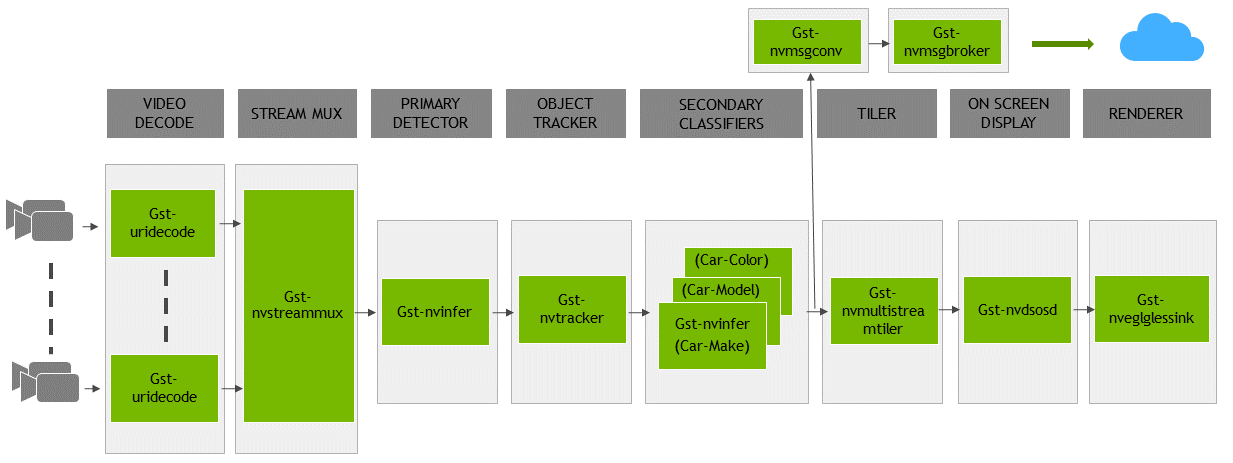 Gst-
nvmsgconv
Gst-
nvmsgbroker
VIDEO
DECODE
STREAM MUX
PRIMARY
DETECTOR
OBJECT
TRACKER
SECONDARY
CLASSIFIERS
TILER
ON SCREEN
DISPLAY
RENDERER
Gst-
uridecode
Gst-
uridecode
Gst-
nvstreammux
Gst-nvinfer
Gst-
nvtracker
(Car-Color)
(Car-Model)
Gst-nvinfer
(Car-Make)
Gst-
nvmultistrea
mtiler
Gst-nvdsosd
Gst-
nveglglessink